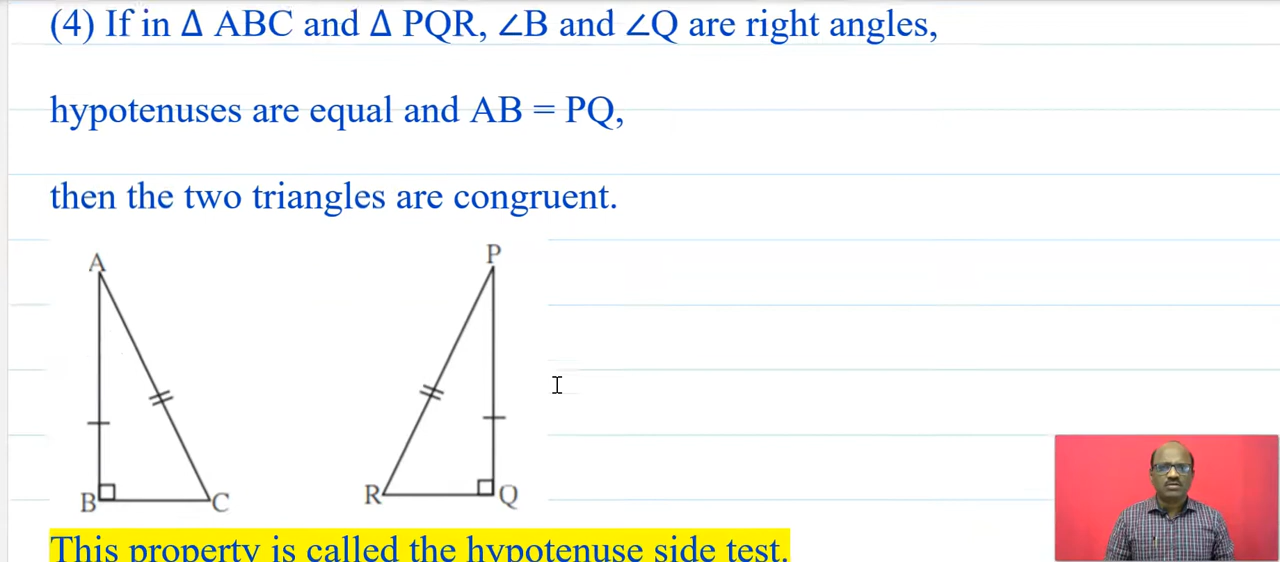 (4) If in Δ ABC and Δ PQR, ∠B and ∠Q are right angles,
hypotenuses are equal and AB = PQ,
then the two triangles are congruent.
A
P
B
C
R
Q
This property is called the hypotenuse side test.